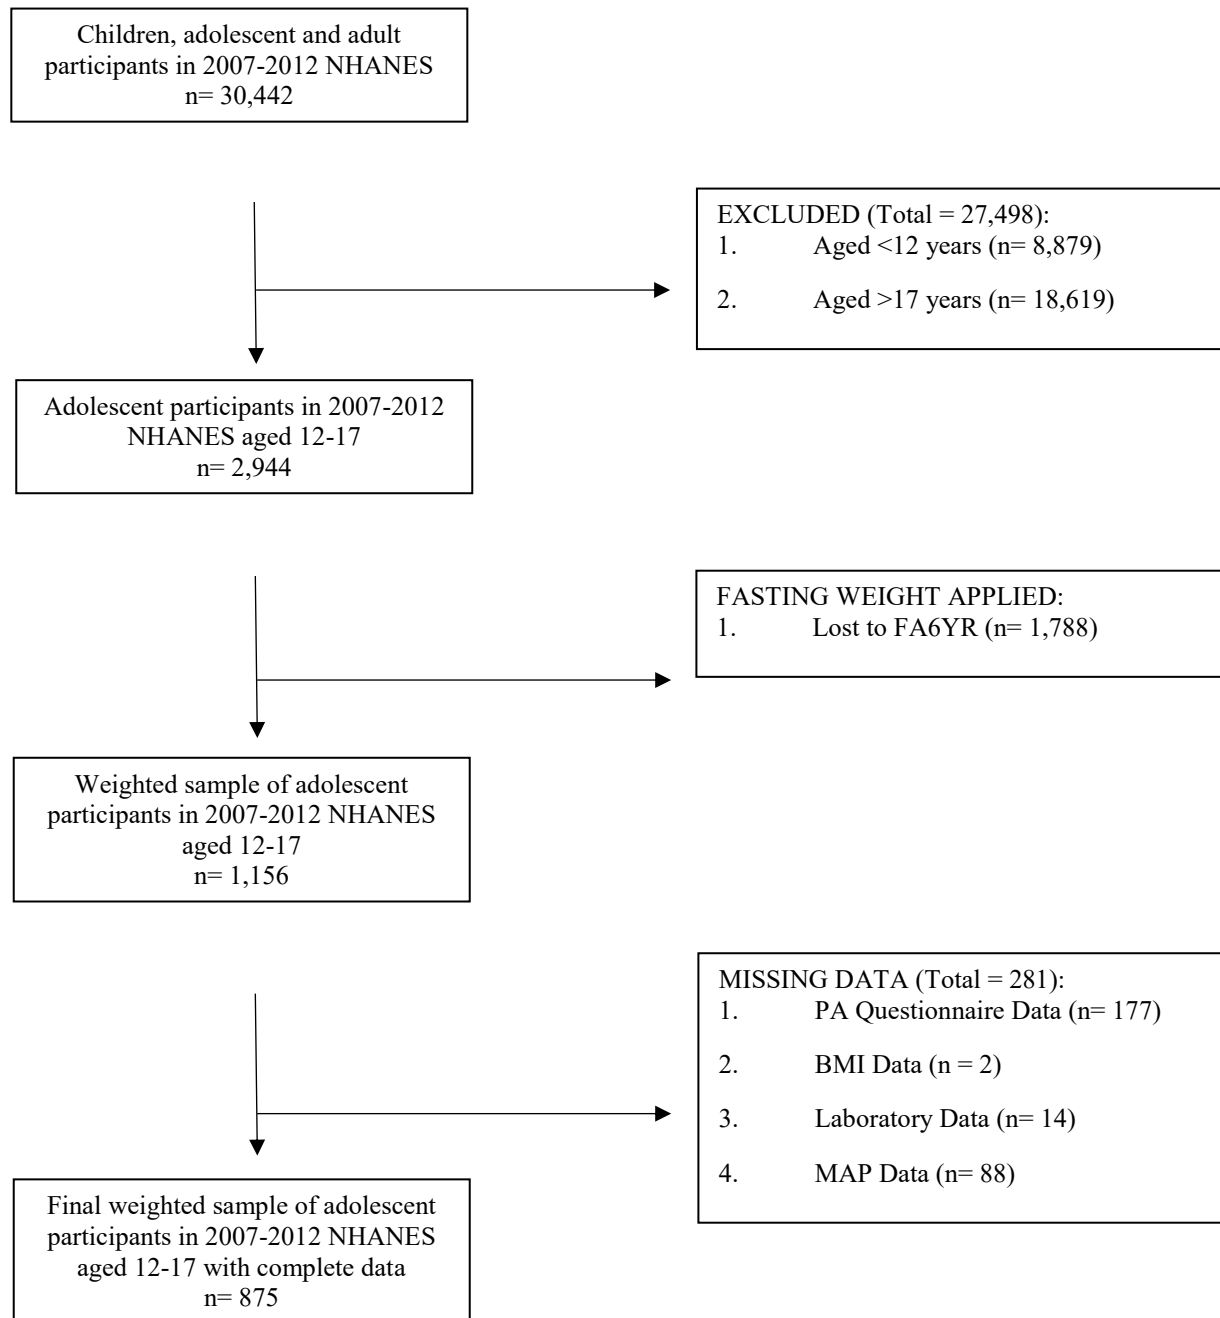 Children, adolescent and adult
participants in 2007-2012 NHANES
n= 30,442
EXCLUDED (Total = 27,498):
1. Aged <12 years (n= 8,879)
2. Aged >17 years (n= 18,619)
Adolescent participants in 2007-2012
NHANES aged 12-17
n= 2,944
FASTING WEIGHT APPLIED:
1. Lost to FA6YR (n= 1,788)
Weighted sample of adolescent
participants in 2007-2012 NHANES
aged 12-17
n= 1,156
MISSING DATA (Total = 281):
1. PA Questionnaire Data (n= 177)
2. BMI Data (n = 2)
3. Laboratory Data (n= 14)
4. MAP Data (n= 88)
Final weighted sample of adolescent
participants in 2007-2012 NHANES
aged 12-17 with complete data
n= 875